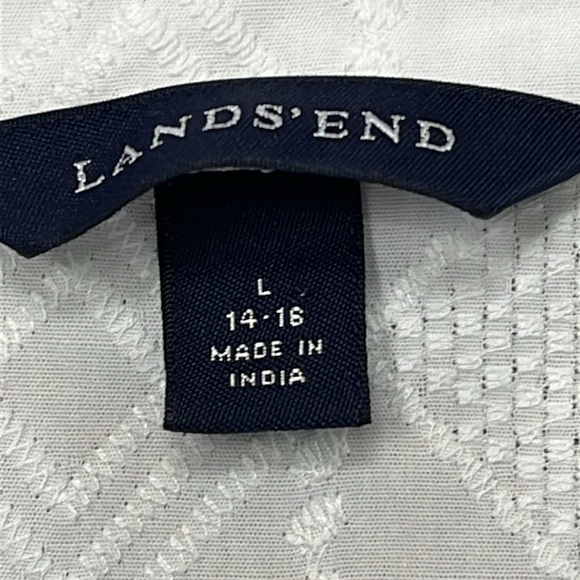 LANDS' END
L
14-16
MADE IN
INDIA